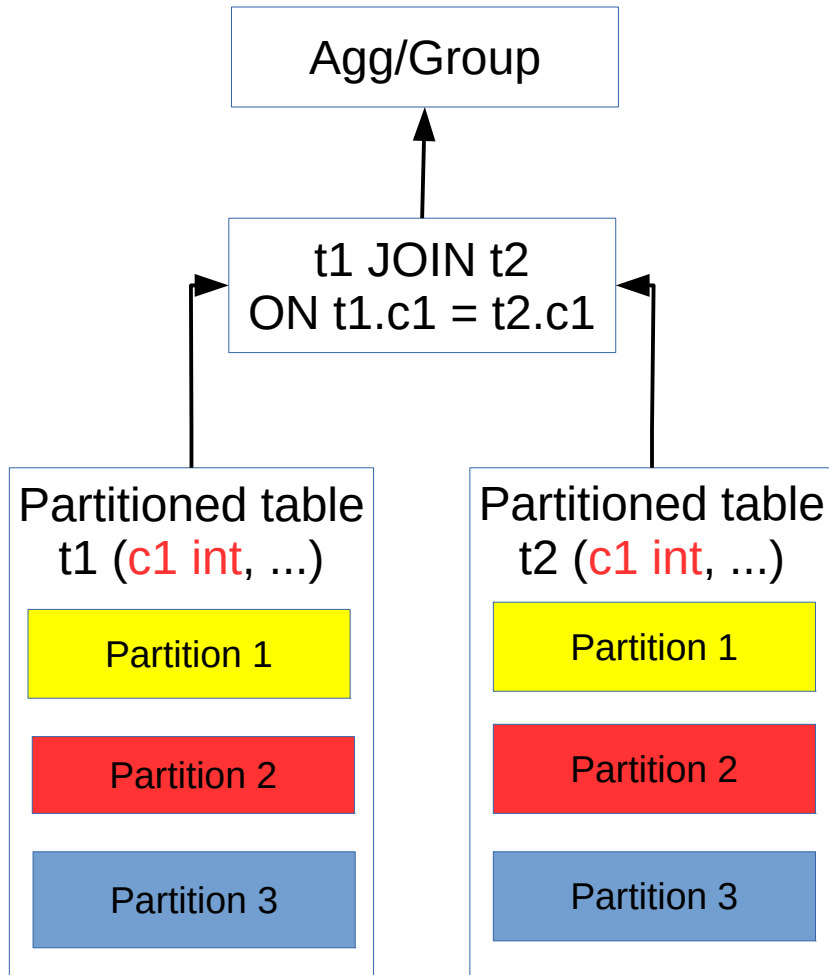 Agg/Group
t1 JOIN t2
ON t1.c1 = t2.c1
Partitioned table
t1 (c1 int, ...)
Partition 1
Partition 2
Partition 3
Partitioned table
t2 (c1 int, ...)
Partition 1
Partition 2
Partition 3